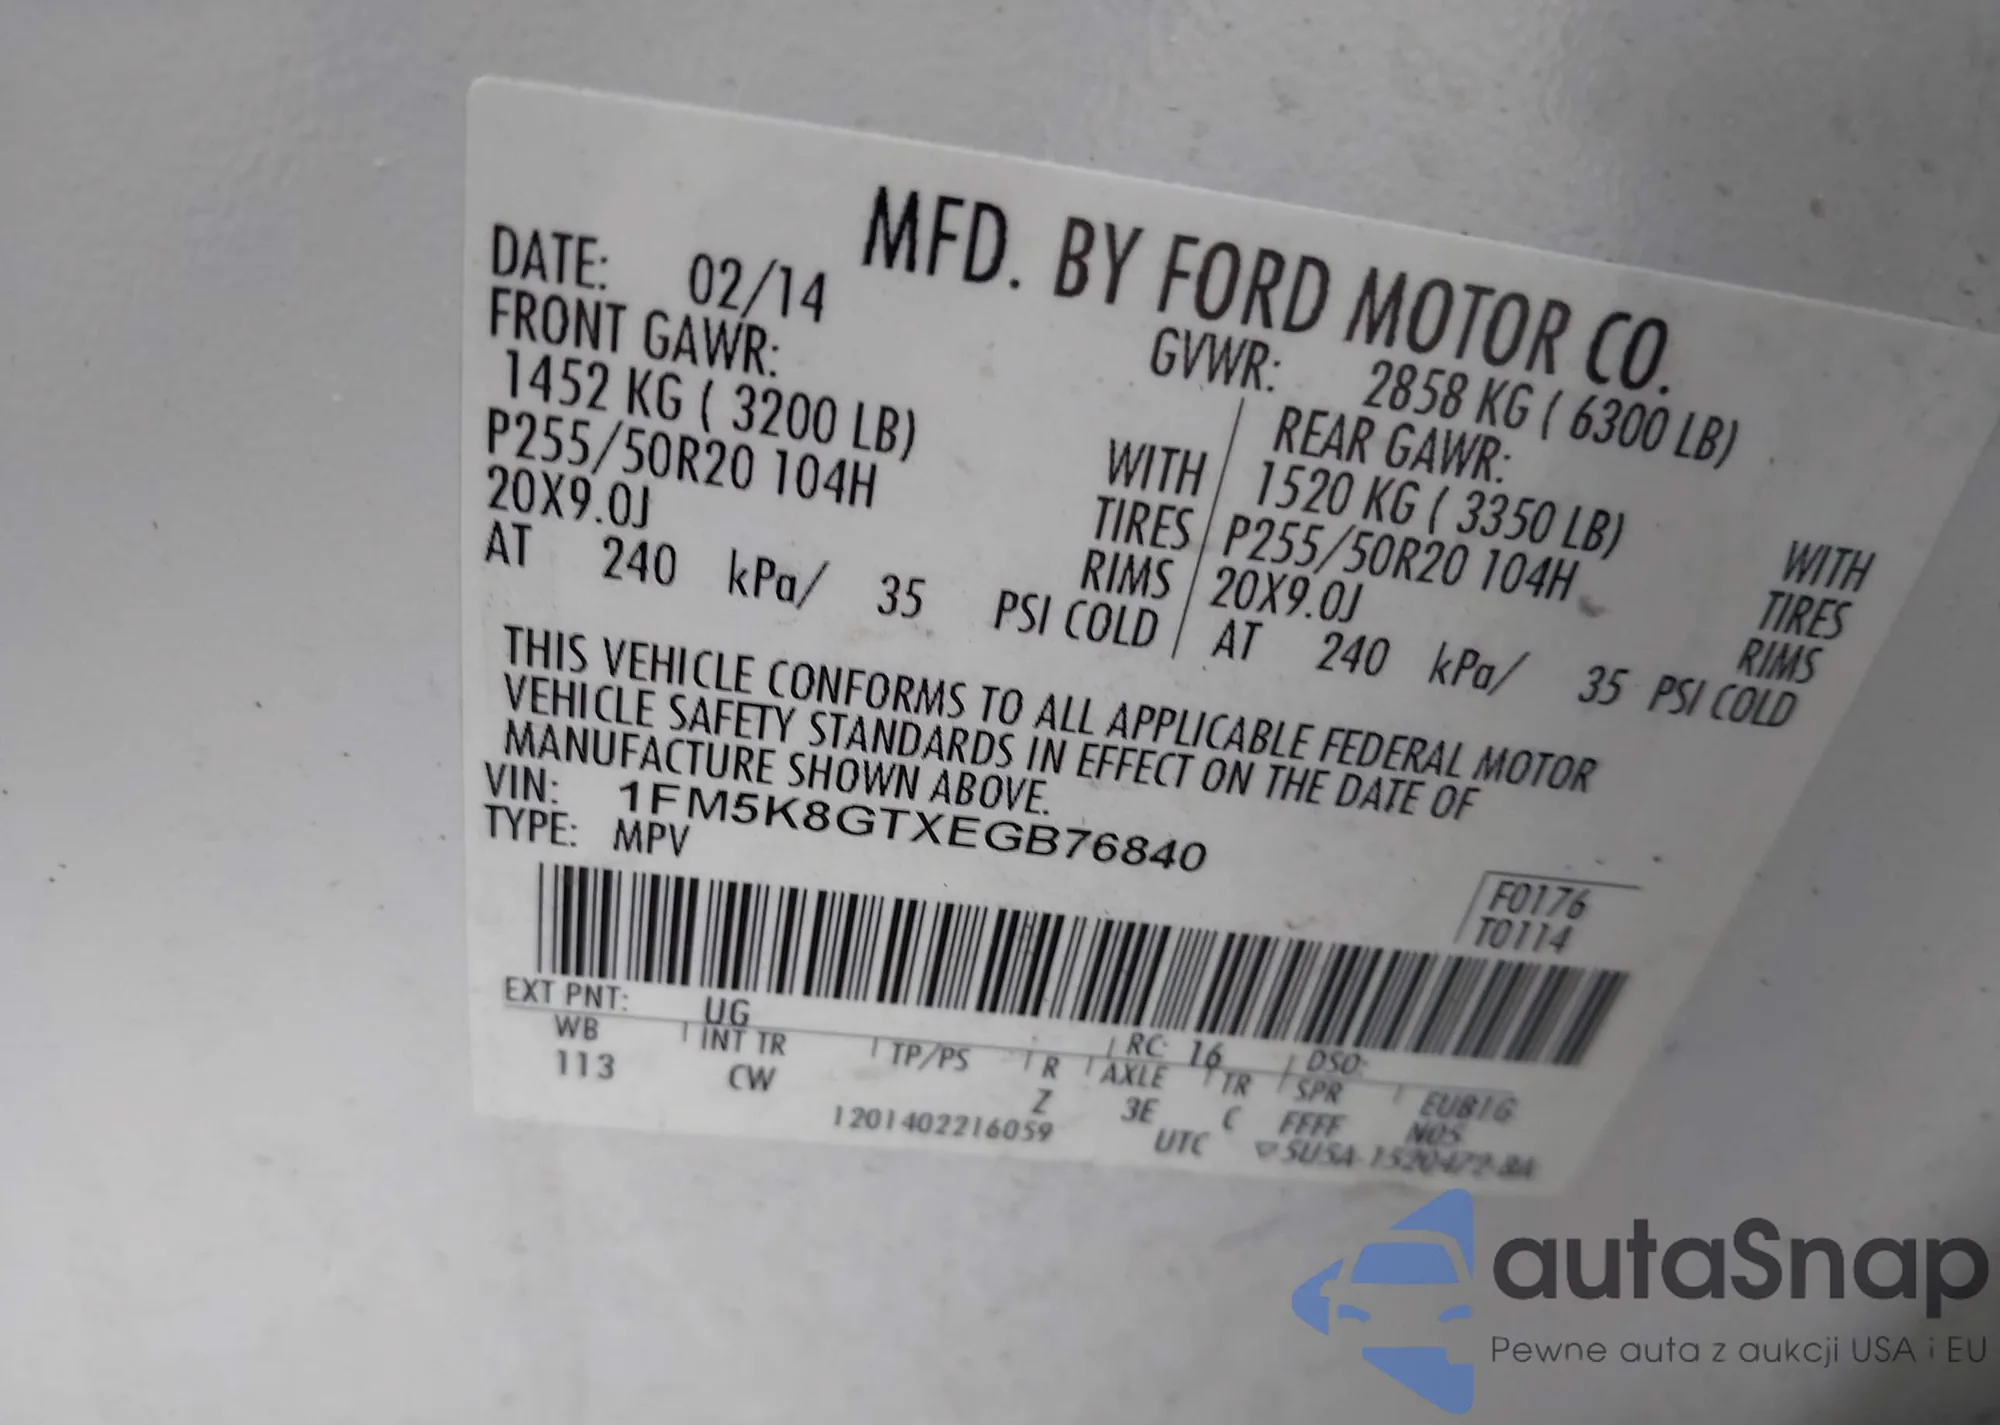 MFD. BY FORD MOTOR CO.
DATE: 02/14 GVWR: 2858 KG ( 6300 LB)
FRONT GAWR: REAR GAWR:
1452 KG ( 3200 LB) WITH 1520 KG ( 3350 LB) WITH
P255/50R20 104H TIRES P255/50R20 104H TIRES
20X9.0J RIMS 20X9.0J RIMS
AT 240 kPa/ 35 PSI COLD AT 240 kPa/ 35 PSI COLD
THIS VEHICLE CONFORMS TO ALL APPLICABLE FEDERAL MOTOR
VEHICLE SAFETY STANDARDS IN EFFECT ON THE DATE OF
MANUFACTURE SHOWN ABOVE.
VIN: 1FM5K8GTXEGB76840
TYPE: MPV
F0176
T0114
EXT PNT: UG RC: 16 DSO:
WB INT TR TP/PS R AXLE TR SPR EUB1G
113 CW Z 3E C FFFF N05
1201402216059 UTC ▽5USA-1520472-BA
autaSnap
Pewne auta z aukcji USA i EU